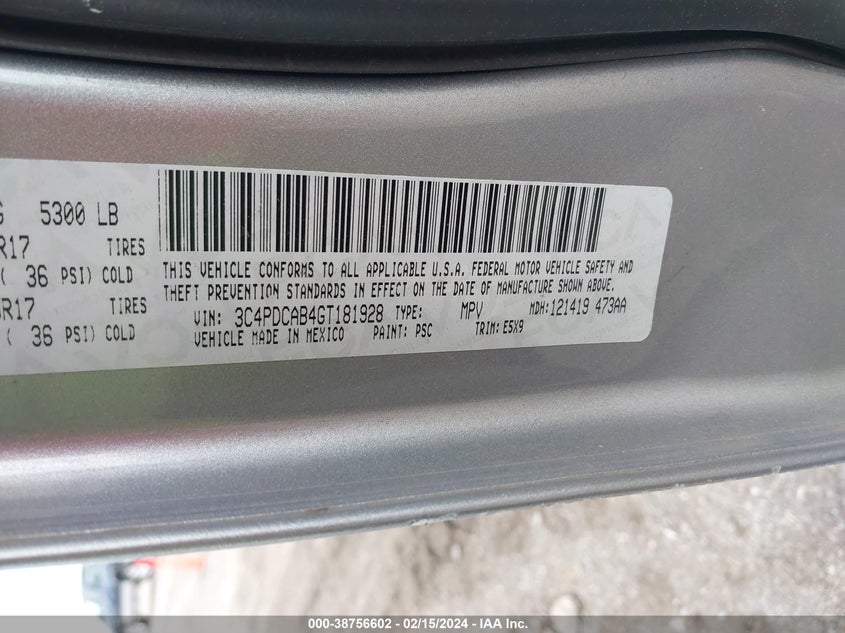 G 5300 LB
R17 TIRES
( 36 PSI) COLD
R17 TIRES
( 36 PSI) COLD
THIS VEHICLE CONFORMS TO ALL APPLICABLE U.S.A. FEDERAL MOTOR VEHICLE SAFETY AND
THEFT PREVENTION STANDARDS IN EFFECT ON THE DATE OF MANUFACTURE SHOWN ABOVE.
VIN: 3C4PDCAB4GT181928 TYPE: MPV MDH:121419 473AA
VEHICLE MADE IN MEXICO PAINT: PSC TRIM: E5X9
000-38756602 - 02/15/2024 - IAA Inc.